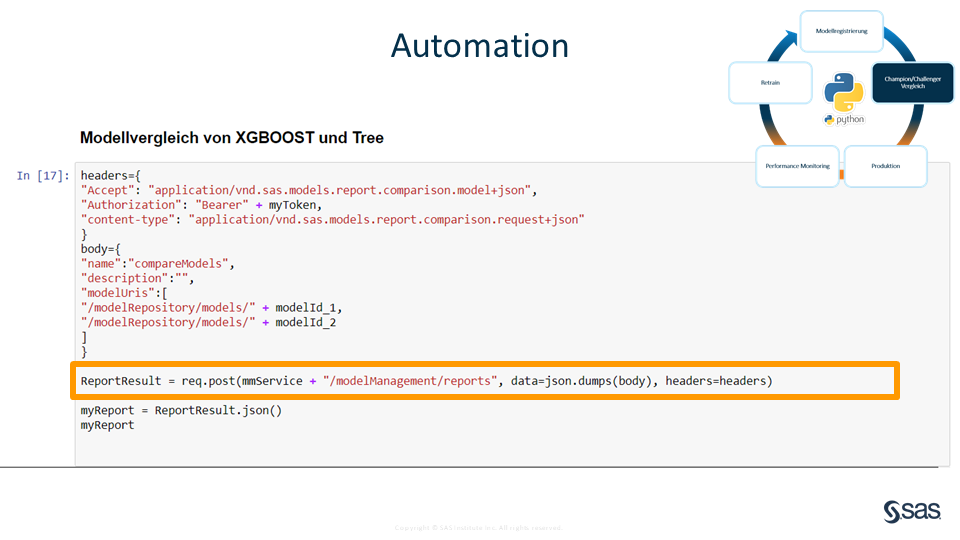 Automation
Modellregistrierung
Retrain
Champion/Challenger
Vergleich
python
Performance Monitoring
Produktion
Modellvergleich von XGBOOST und Tree
In [17]:
headers={
"Accept": "application/vnd.sas.models.report.comparison.model+json",
"Authorization": "Bearer" + myToken,
"content-type": "application/vnd.sas.models.report.comparison.request+json"
}
body={
"name":"compareModels",
"description":"",
"modelUris":[
"/modelRepository/models/" + modelId_1,
"/modelRepository/models/" + modelId_2
]
}
ReportResult = req.post(mmService + "/modelManagement/reports", data=json.dumps(body), headers=headers)
myReport = ReportResult.json()
myReport
Copyright © SAS Institute Inc. All rights reserved.
sas